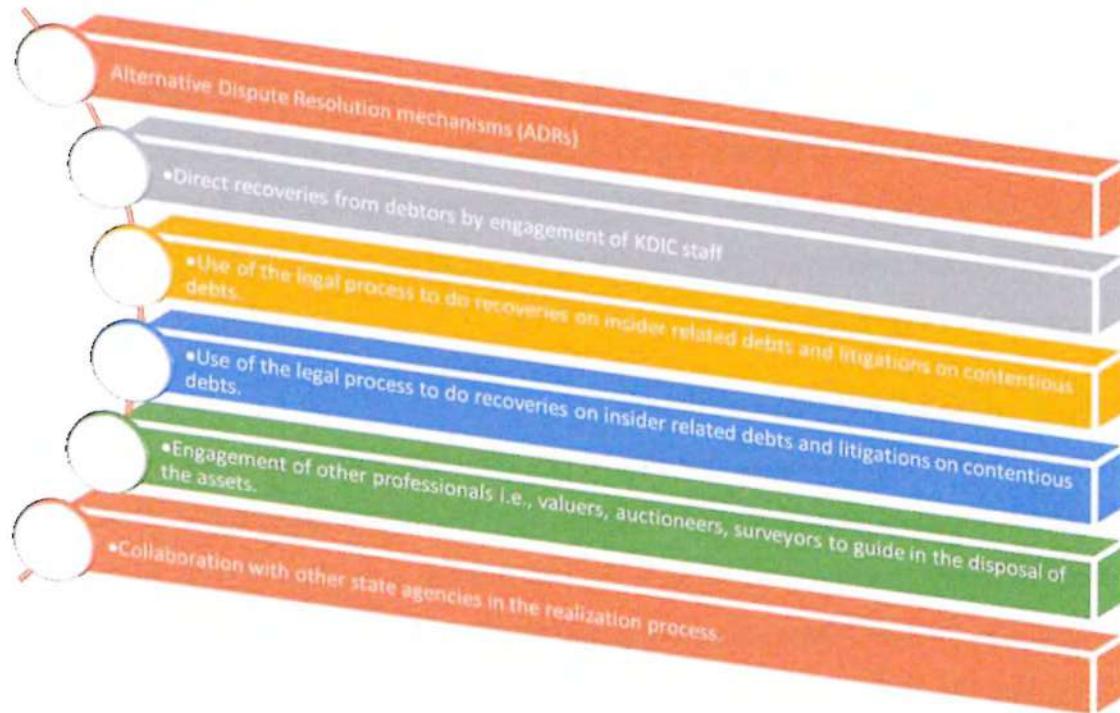 Alternative Dispute Resolution mechanisms (ADRs)
•Direct recoveries from debtors by engagement of KDIC staff
•Use of the legal process to do recoveries on insider related debts and litigations on contentious
debts.
•Use of the legal process to do recoveries on insider related debts and litigations on contentious
debts.
•Engagement of other professionals i.e., valuers, auctioneers, surveyors to guide in the disposal of
the assets.
•Collaboration with other state agencies in the realization process.